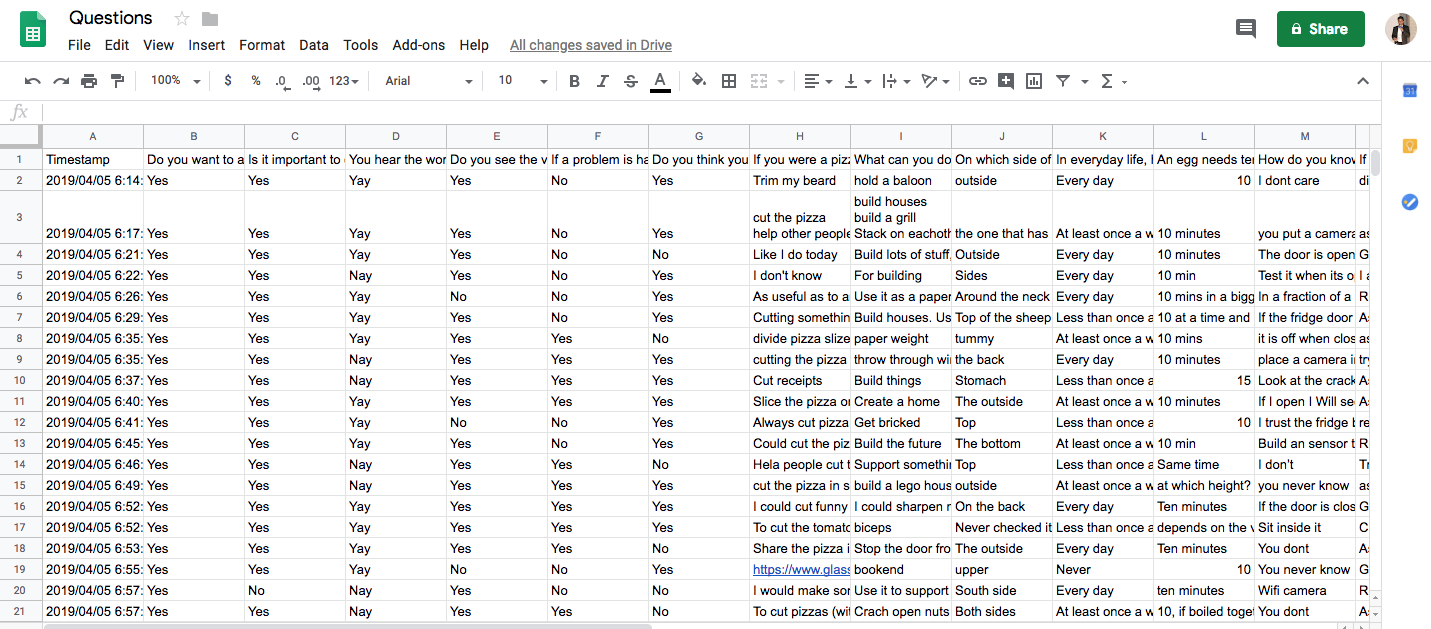 Questions
File Edit View Insert Format Data Tools Add-ons Help All changes saved in Drive
Share
100% $ % .0 .00 123 Arial 10 B I S A
31
fx
A B C D E F G H I J K L M
1 Timestamp Do you want to a Is it important to You hear the wor Do you see the v If a problem is ha Do you think you If you were a piz What can you do On which side of In everyday life, I An egg needs te How do you know If
2 2019/04/05 6:14: Yes Yes Yay Yes No Yes Trim my beard hold a baloon outside Every day 10 I dont care di
build houses
cut the pizza build a grill
3 2019/04/05 6:17: Yes Yes Yay Yes No Yes help other people Stack on eachoth the one that has At least once a w 10 minutes you put a camera as
4 2019/04/05 6:21: Yes Yes Yay Yes No No Like I do today Build lots of stuff, Outside Every day 10 minutes The door is open G
5 2019/04/05 6:22: Yes Yes Nay Yes No Yes I don't know For building Sides Every day 10 min Test it when its o I a
6 2019/04/05 6:26: Yes Yes Yay No No Yes As useful as to a Use it as a paper Around the neck Every day 10 mins in a bigg In a fraction of a R
7 2019/04/05 6:29: Yes Yes Yay Yes No Yes Cutting somethin Build houses. Us Top of the sheep Less than once a 10 at a time and If the fridge door As
8 2019/04/05 6:35: Yes Yes Yay Yes Yes No divide pizza slize paper weight tummy At least once a w 10 mins it is off when clos as
9 2019/04/05 6:35: Yes Yes Nay Yes Yes Yes cutting the pizza throw through wi the back Every day 10 minutes place a camera i try
10 2019/04/05 6:37: Yes Yes Nay Yes Yes Yes Cut receipts Build things Stomach Less than once a 15 Look at the crack A
11 2019/04/05 6:40: Yes Yes Yay Yes Yes Yes Slice the pizza o Create a home The outside At least once a w 10 minutes If I open I Will se A
12 2019/04/05 6:41: Yes Yes Yay No No Yes Always cut pizza Get bricked Top Less than once a 10 I trust the fridge b re
13 2019/04/05 6:45: Yes Yes Yay Yes No Yes Could cut the piz Build the future The bottom At least once a w 10 min Build an sensor t R
14 2019/04/05 6:46: Yes Yes Nay Yes Yes No Hela people cut t Support somethi Top Less than once a Same time I don't Tr
15 2019/04/05 6:49: Yes Yes Nay Yes Yes Yes cut the pizza in s build a lego hous outside At least once a w at which height? you never know as
16 2019/04/05 6:52: Yes Yes Yay Yes Yes Yes I could cut funny I could sharpen r On the back Every day Ten minutes If the door is clos G
17 2019/04/05 6:52: Yes Yes Yay Yes Yes Yes To cut the tomato biceps Never checked it Less than once a depends on the v Sit inside it C
18 2019/04/05 6:53: Yes Yes Yay Yes Yes No Share the pizza i Stop the door fro The outside Every day Ten minutes You dont A
19 2019/04/05 6:55: Yes Yes Yay No No Yes https://www.glass bookend upper Never 10 You never know G
20 2019/04/05 6:57: Yes No Nay Yes Yes No I would make sor Use it to support South side Every day ten minutes Wifi camera R
21 2019/04/05 6:57: Yes Yes Nay Yes Yes No To cut pizzas (wi Crach open nuts Both sides At least once a w 10, if boiled toge You dont A